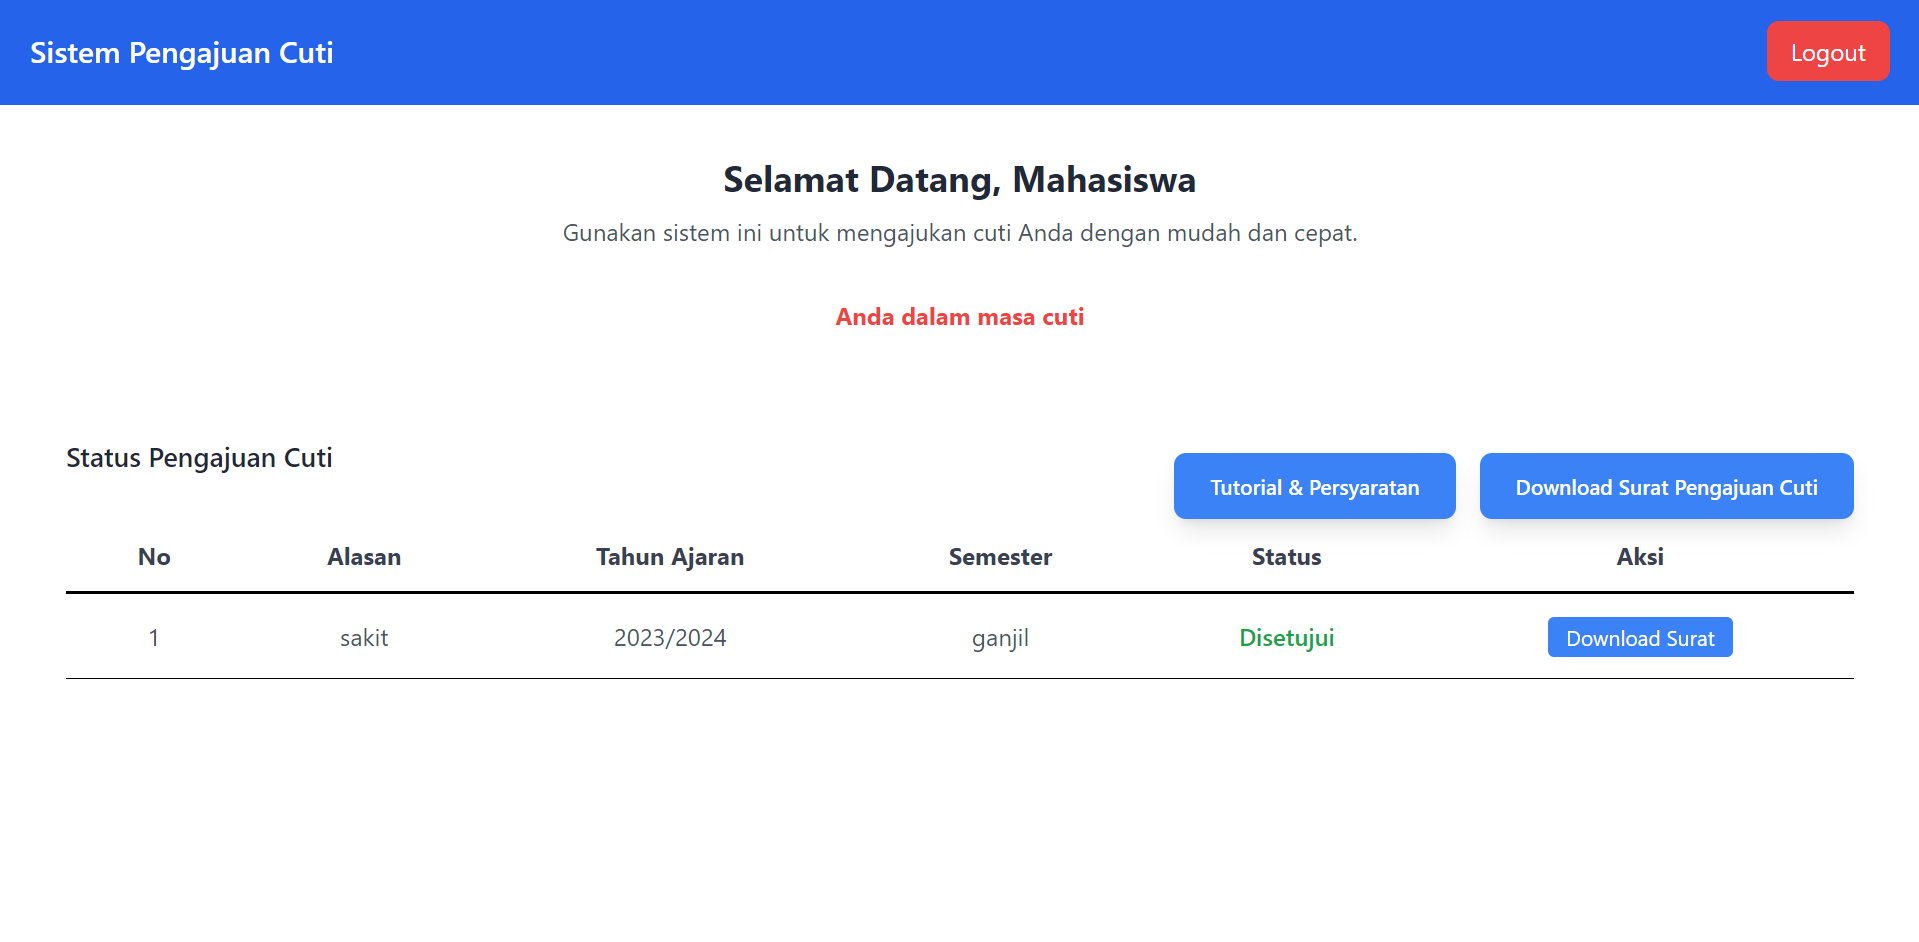 Sistem Pengajuan Cuti
Logout
Selamat Datang, Mahasiswa
Gunakan sistem ini untuk mengajukan cuti Anda dengan mudah dan cepat.
Anda dalam masa cuti
Status Pengajuan Cuti
Tutorial & Persyaratan
Download Surat Pengajuan Cuti
No Alasan Tahun Ajaran Semester Status Aksi
1 sakit 2023/2024 ganjil Disetujui Download Surat